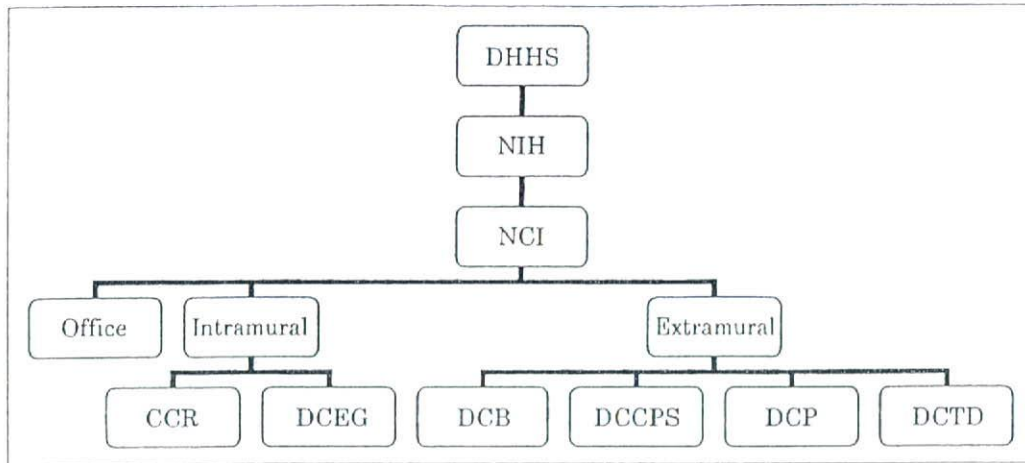 DHHS
NIH
NCI
Office Intramural Extramural
CCR DCEG DCB DCCPS DCP DCTD